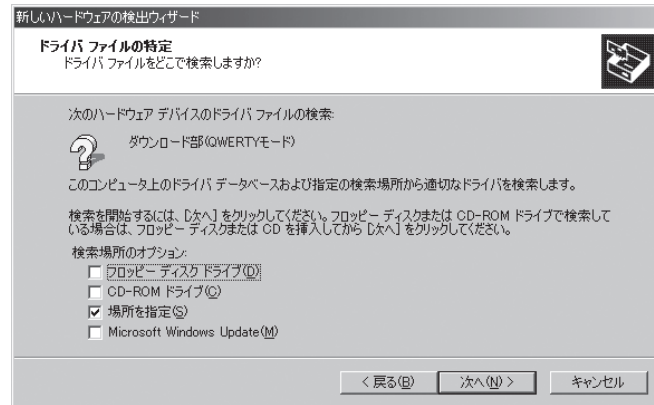 新しいハードウェアの検出ウィザード
ドライバ ファイルの特定
ドライバ ファイルをどこで検索しますか?
次のハードウェア デバイスのドライバ ファイルの検索:
ダウンロード部(QWERTYモード)
このコンピュータ上のドライバ データベースおよび指定の検索場所から適切なドライバを検索します。
検索を開始するには、[次へ] をクリックしてください。フロッピー ディスクまたは CD-ROM ドライブで検索して
いる場合は、フロッピー ディスクまたは CD を挿入してから [次へ] をクリックしてください。
検索場所のオプション:
フロッピー ディスク ドライブ(D)
CD-ROM ドライブ(C)
場所を指定(S)
Microsoft Windows Update(M)
< 戻る(B) 次へ(N) > キャンセル